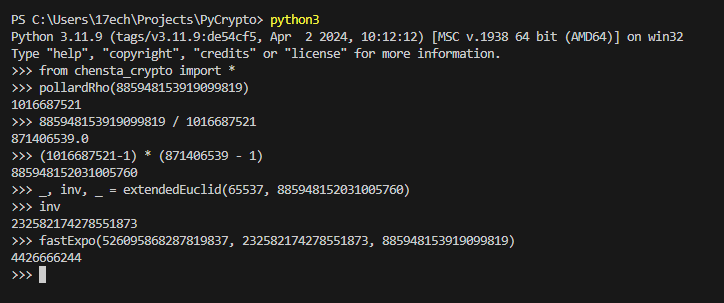 PS C:\Users\17ech\Projects\PyCrypto> python3
Python 3.11.9 (tags/v3.11.9:de54cf5, Apr  2 2024, 10:12:12) [MSC v.1938 64 bit (AMD64)] on win32
Type "help", "copyright", "credits" or "license" for more information.
>>> from chensta_crypto import *
>>> pollardRho(885948153919099819)
1016687521
>>> 885948153919099819 / 1016687521
871406539.0
>>> (1016687521-1) * (871406539 - 1)
885948152031005760
>>> _, inv, _ = extendedEuclid(65537, 885948152031005760)
>>> inv
232582174278551873
>>> fastExpo(526095868287819837, 232582174278551873, 885948153919099819)
4426666244
>>>